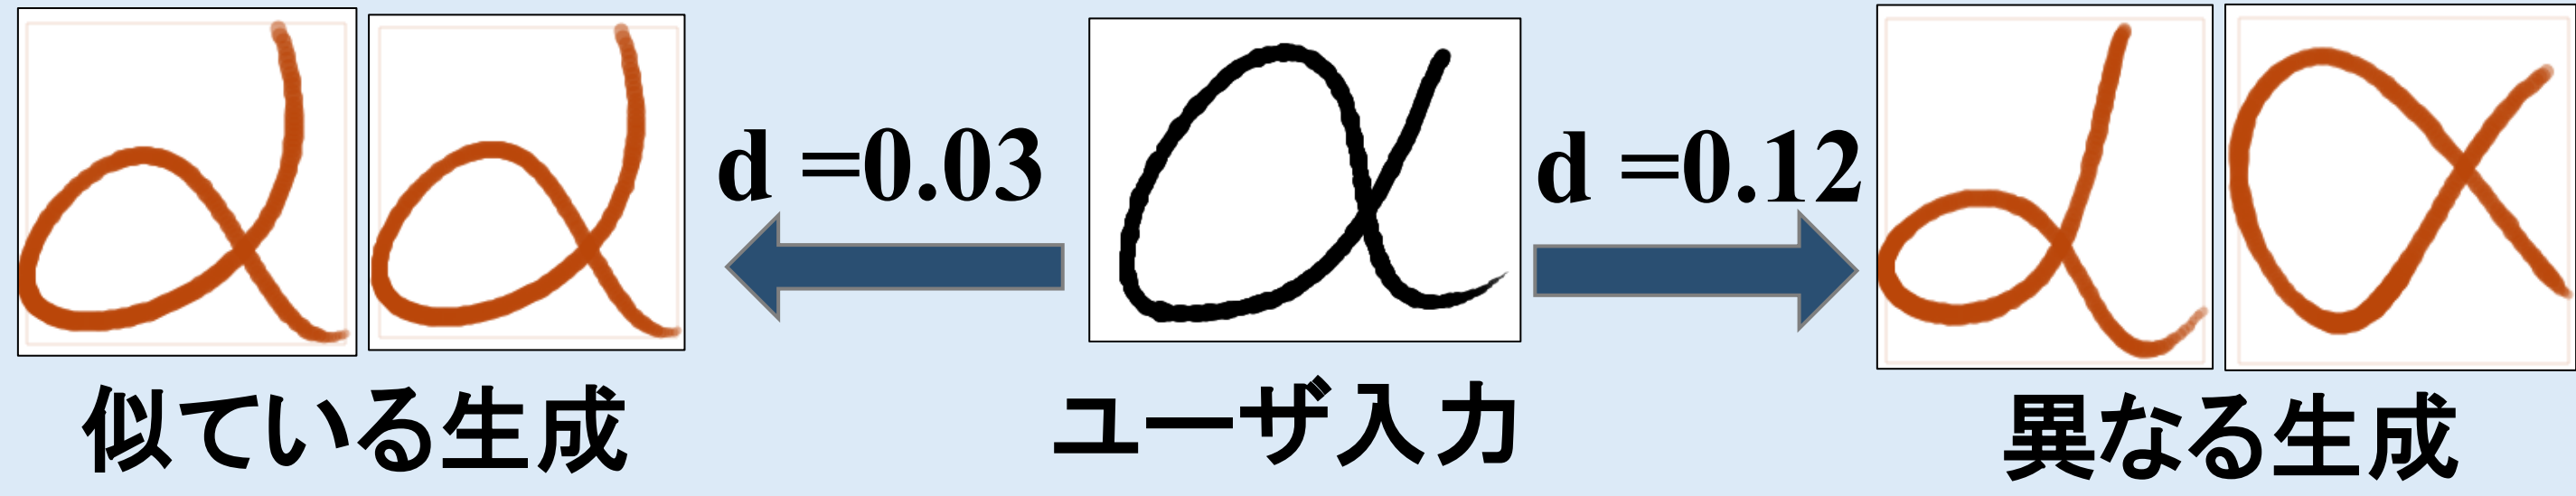 d =0.03
α
d =0.12
似ている生成
ユーザ入力
異なる生成